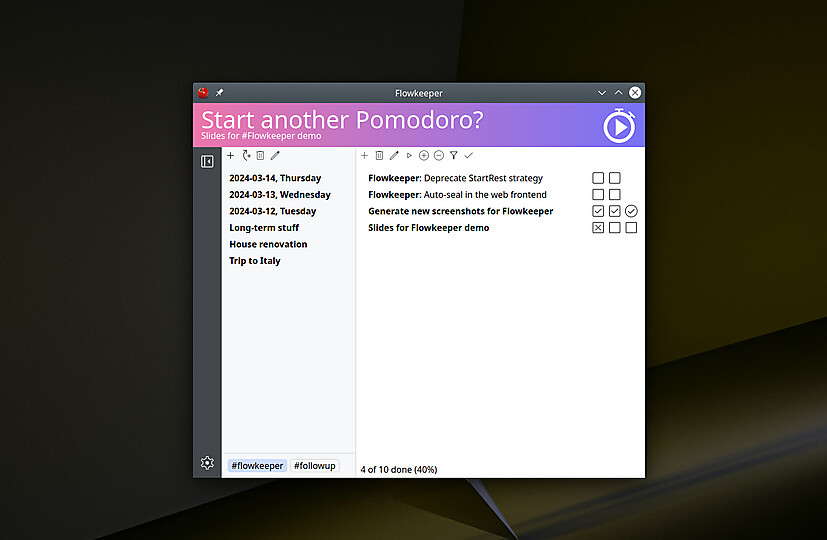 Flowkeeper
Start another Pomodoro?
Slides for #Flowkeeper demo
2024-03-14, Thursday
2024-03-13, Wednesday
2024-03-12, Tuesday
Long-term stuff
House renovation
Trip to Italy
#flowkeeper #followup
Flowkeeper: Deprecate StartRest strategy
Flowkeeper: Auto-seal in the web frontend
Generate new screenshots for Flowkeeper
Slides for Flowkeeper demo
4 of 10 done (40%)